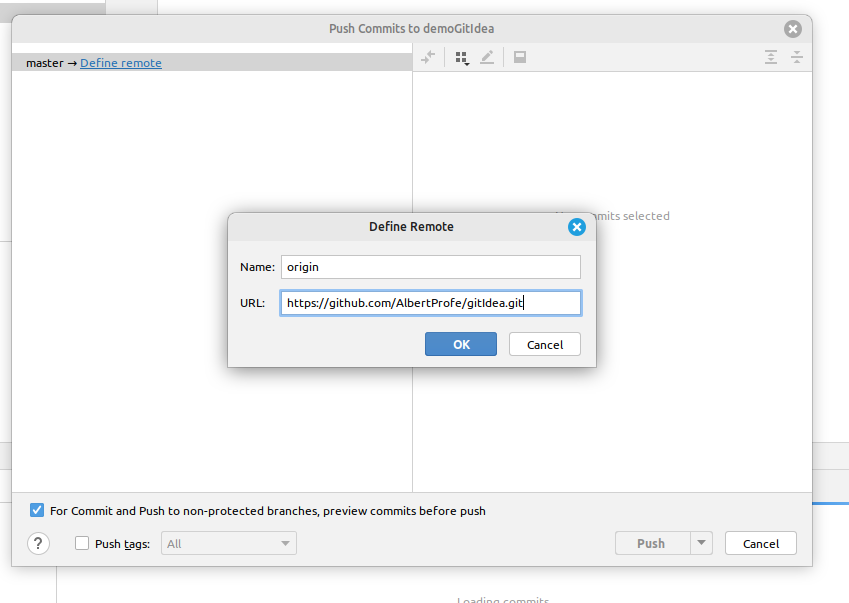 Push Commits to demoGitIdea
master → Define remote
commits selected
Define Remote
Name: origin
URL: https://github.com/AlbertProfe/gitIdea.git
OK Cancel
For Commit and Push to non-protected branches, preview commits before push
? Push tags: All Push Cancel
Loading commits